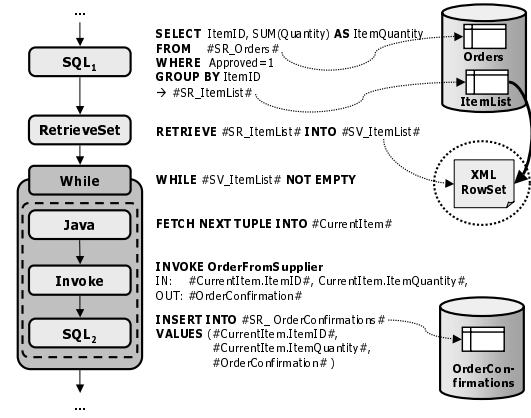 ...
SQL1
SELECT ItemID, SUM(Quantity) AS ItemQuantity
FROM #SR_Orders#
WHERE Approved=1
GROUP BY ItemID
→ #SR_ItemList#
Orders
ItemList
RetrieveSet
RETRIEVE #SR_ItemList# INTO #SV_ItemList#
XML
RowSet
While
WHILE #SV_ItemList# NOT EMPTY
Java
FETCH NEXT TUPLE INTO #CurrentItem#
Invoke
INVOKE OrderFromSupplier
IN: #CurrentItem.ItemID#, CurrentItem.ItemQuantity#,
OUT: #OrderConfirmation#
SQL2
INSERT INTO #SR_ OrderConfirmations#
VALUES (#CurrentItem.ItemID#,
#CurrentItem.ItemQuantity#,
#OrderConfirmation# )
OrderCon-
firmations
...